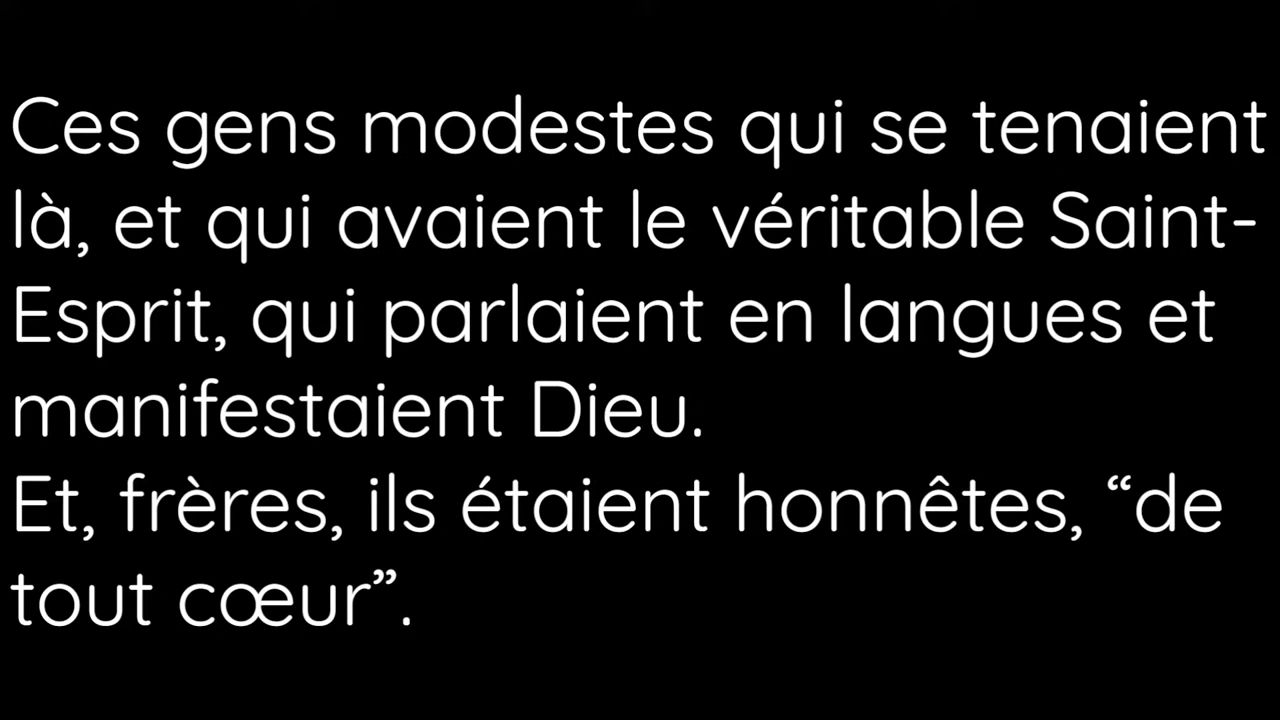 Ces gens modestes qui se tenaient
là, et qui avaient le véritable Saint-
Esprit, qui parlaient en langues et
manifestaient Dieu.
Et, frères, ils étaient honnêtes, “de
tout cœur”.